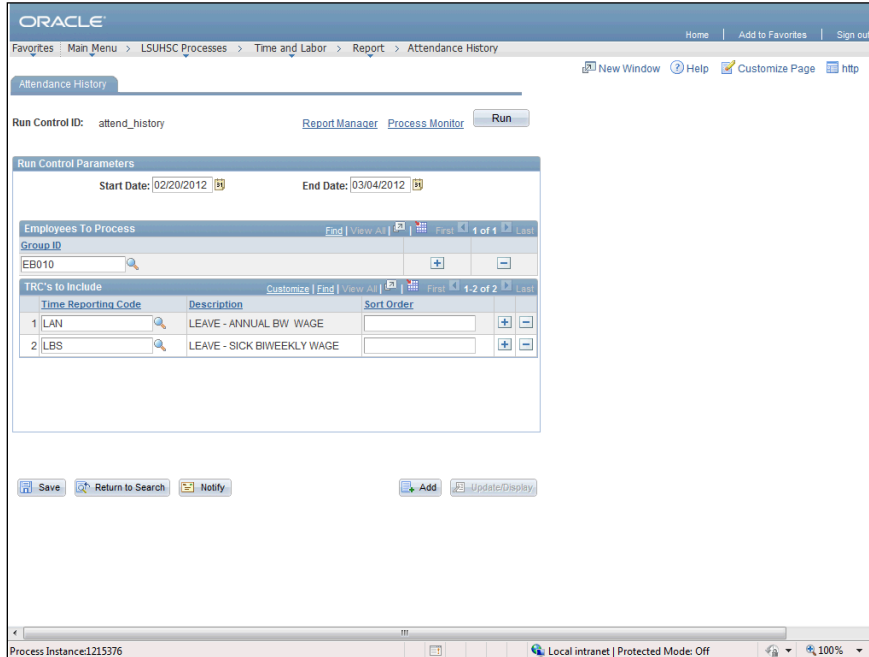 ORACLE
Home | Add to Favorites | Sign out
Favorites Main Menu > LSUHSC Processes > Time and Labor > Report > Attendance History
New Window Help Customize Page http
Attendance History
Run Control ID: attend_history Report Manager Process Monitor Run
Run Control Parameters
Start Date: 02/20/2012 End Date: 03/04/2012
Employees To Process Find | View All | First 1 of 1 Last
Group ID
EB010
TRC's to Include Customize | Find | View All | First 1-2 of 2 Last
Time Reporting Code Description Sort Order
1 LAN LEAVE - ANNUAL BW WAGE
2 LBS LEAVE - SICK BIWEEKLY WAGE
Save Return to Search Notify Add Update/Display
Process Instance:1215376 Local intranet | Protected Mode: Off 100%